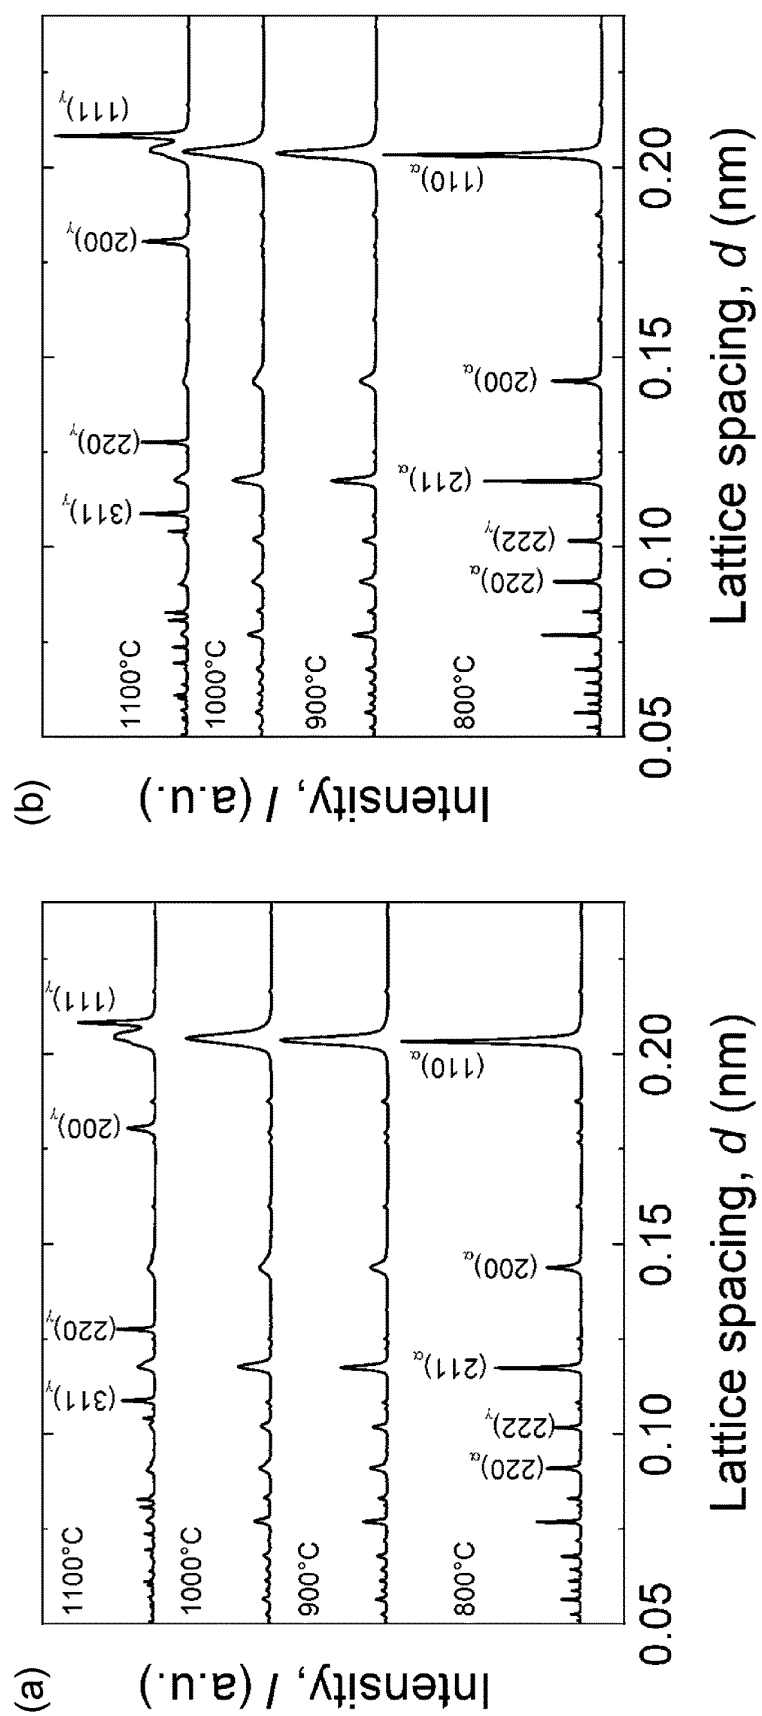 (a)
Intensity, I (a.u.)
1100°C
(311)γ
(220)γ
(200)γ
(111)γ
1000°C
900°C
800°C
(220)α
(222)γ
(211)α
(200)α
(110)α
0.05
0.10
0.15
0.20
Lattice spacing, d (nm)
(b)
Intensity, I (a.u.)
1100°C
(311)γ
(220)γ
(200)γ
(111)γ
1000°C
900°C
800°C
(220)α
(222)γ
(211)α
(200)α
(110)α
0.05
0.10
0.15
0.20
Lattice spacing, d (nm)